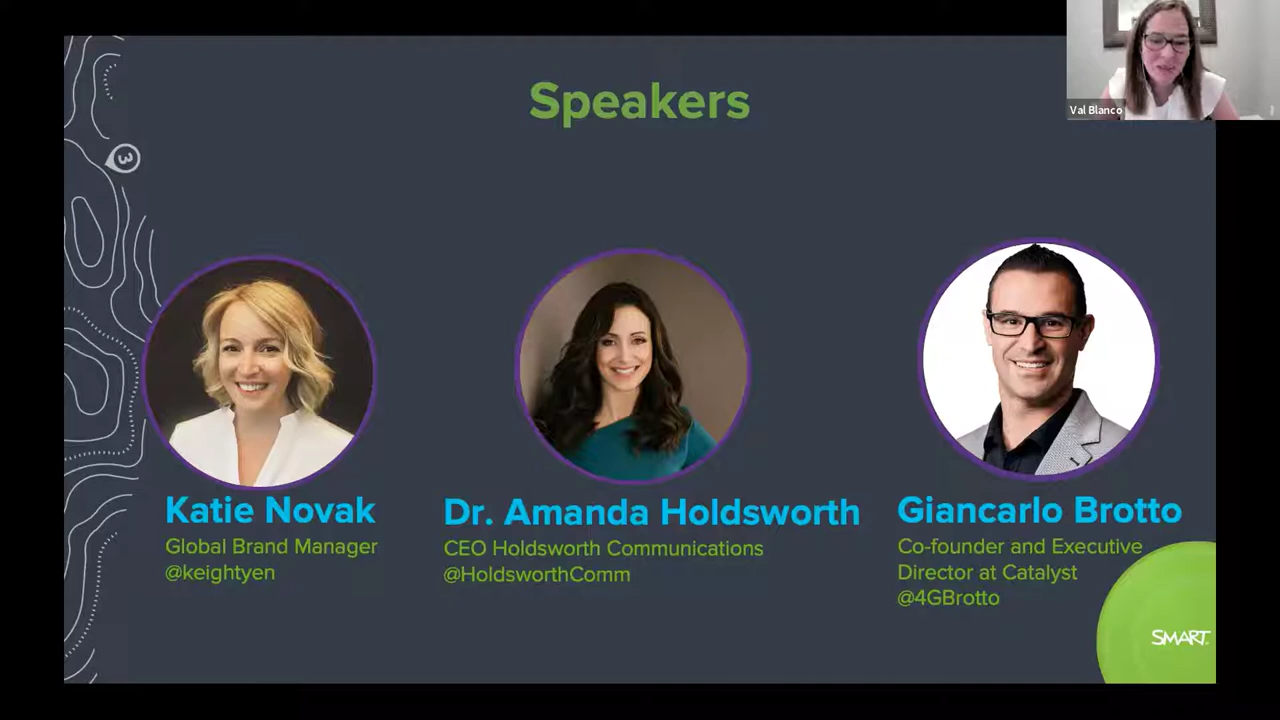 Speakers
Val Blanco
Katie Novak
Global Brand Manager
@keightyen
Dr. Amanda Holdsworth
CEO Holdsworth Communications
@HoldsworthComm
Giancarlo Brotto
Co-founder and Executive
Director at Catalyst
@4GBrotto
3
SMART